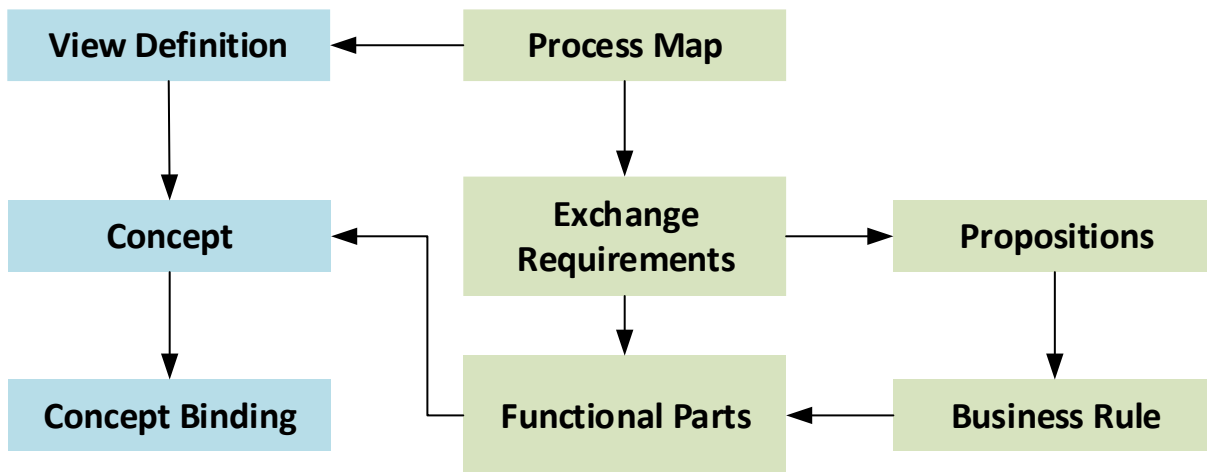 View Definition
Process Map
Concept
Exchange
Requirements
Propositions
Concept Binding
Functional Parts
Business Rule